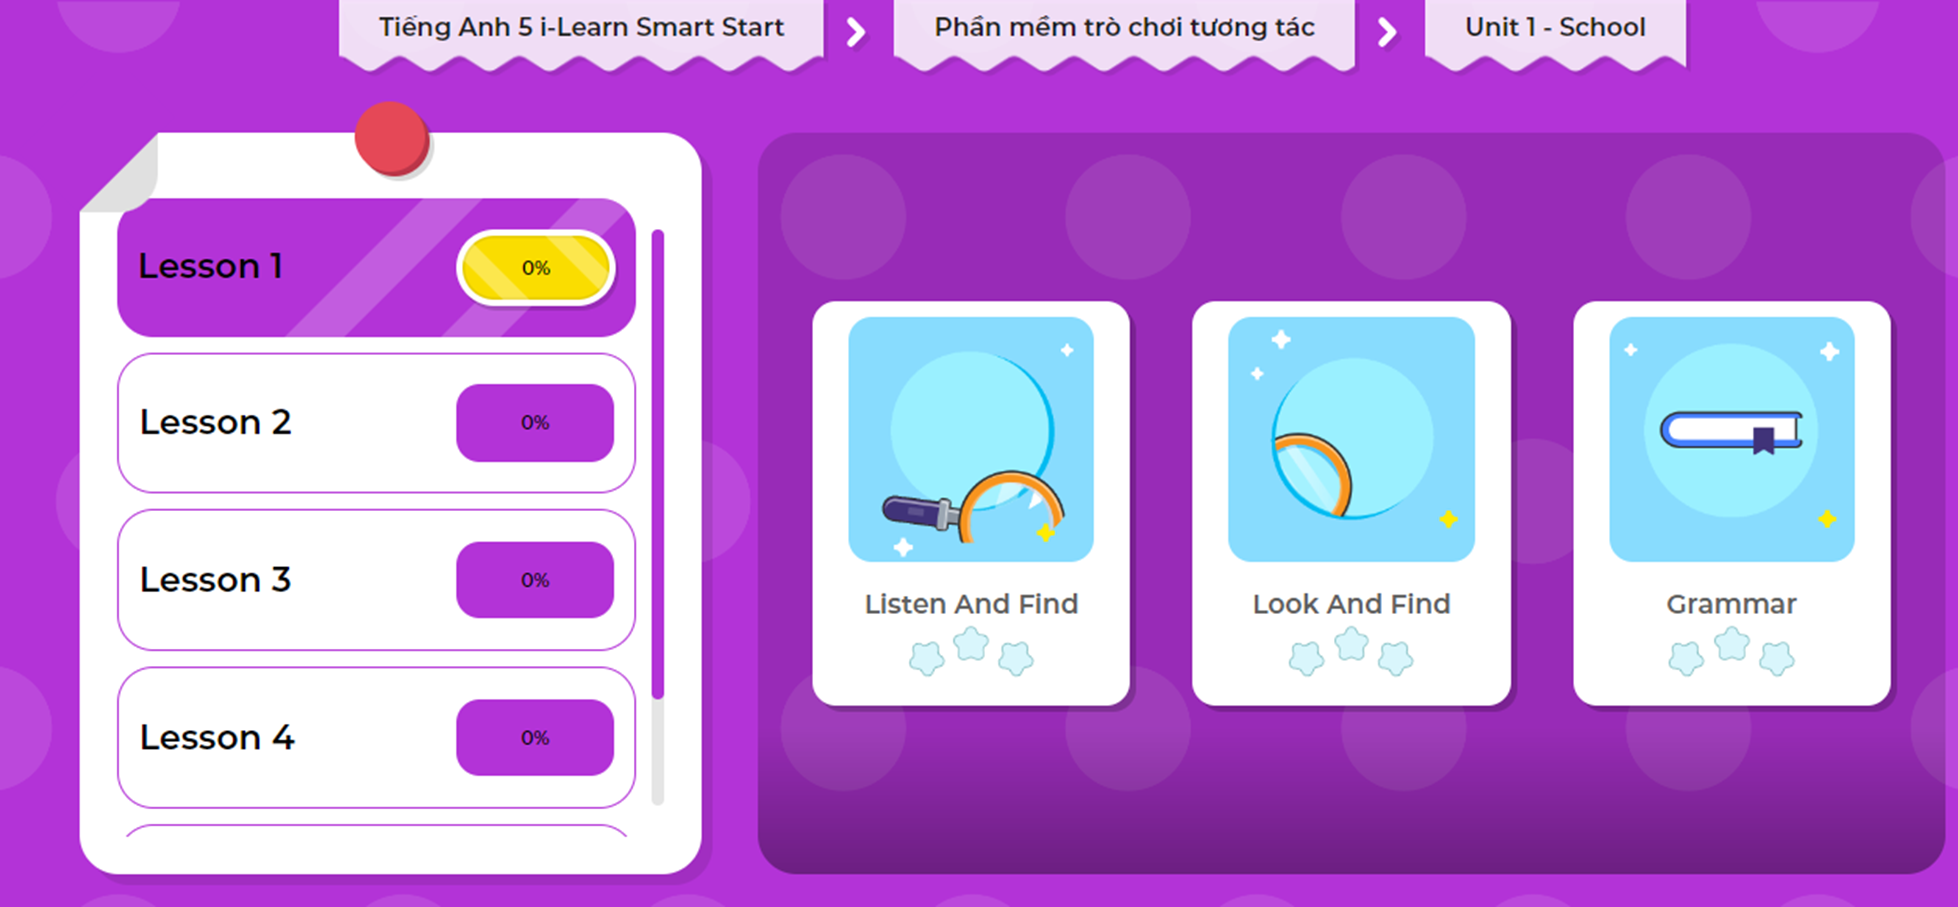 Tiếng Anh 5 i-Learn Smart Start
Phần mềm trò chơi tương tác
Unit 1 - School
Lesson 1
0%
Lesson 2
0%
Lesson 3
0%
Lesson 4
0%
Listen And Find
Look And Find
Grammar